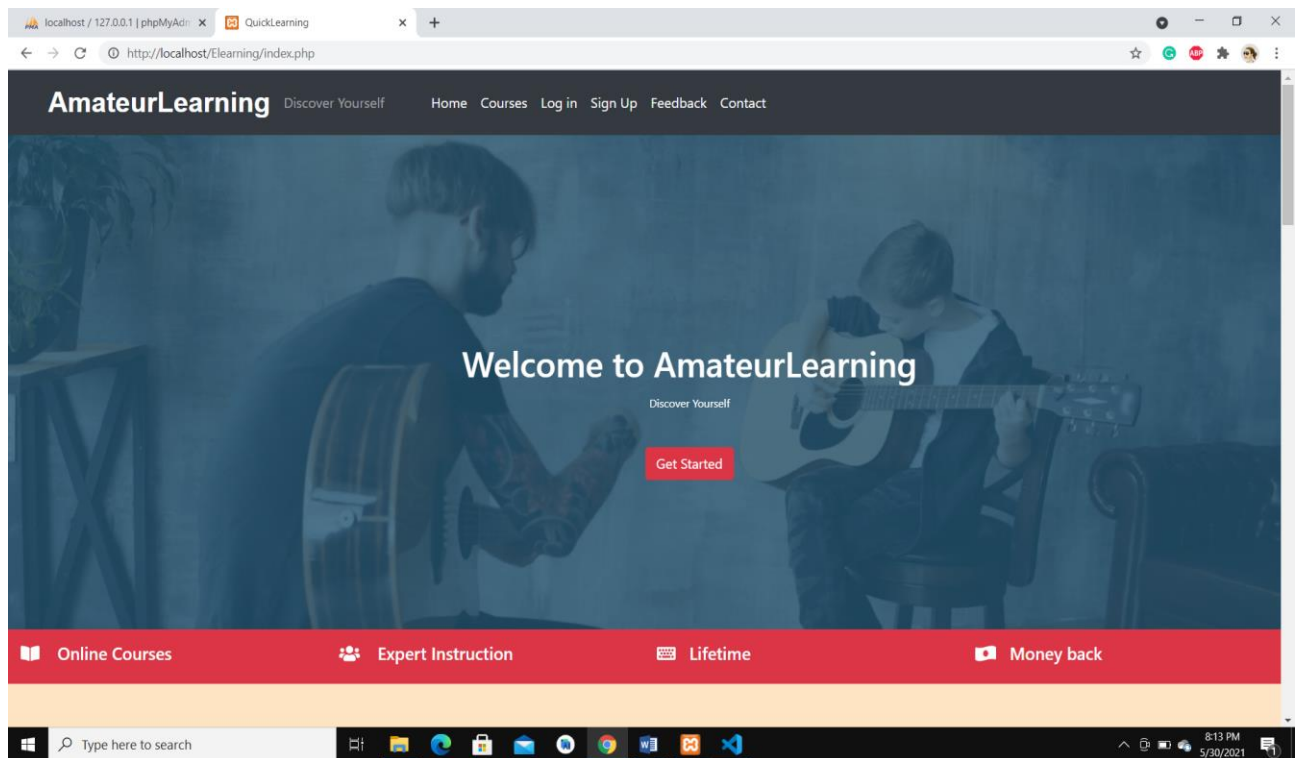 localhost / 127.0.0.1 | phpMyAdn
QuickLearning
http://localhost/Elearning/index.php
ABP
AmateurLearning Discover Yourself Home Courses Log in Sign Up Feedback Contact
Welcome to AmateurLearning
Discover Yourself
Get Started
Online Courses Expert Instruction Lifetime Money back
Type here to search
8:13 PM
5/30/2021